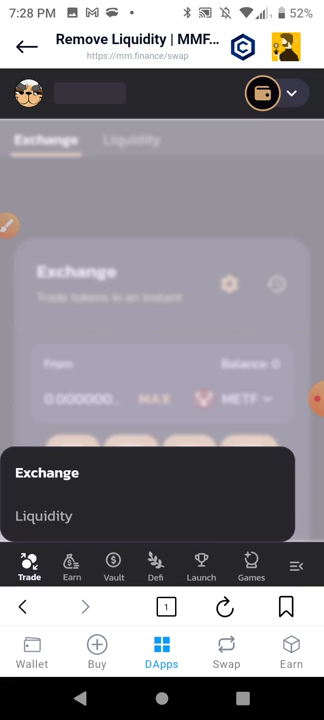 7:28 PM
52%
Remove Liquidity | MMF...
https://mm.finance/swap
Exchange Liquidity
Exchange
Trade tokens in an instant
From Balance: 0
0.0000000... MAX METF
Exchange
Liquidity
Trade Earn Vault Defi Launch Games
1
Wallet Buy DApps Swap Earn